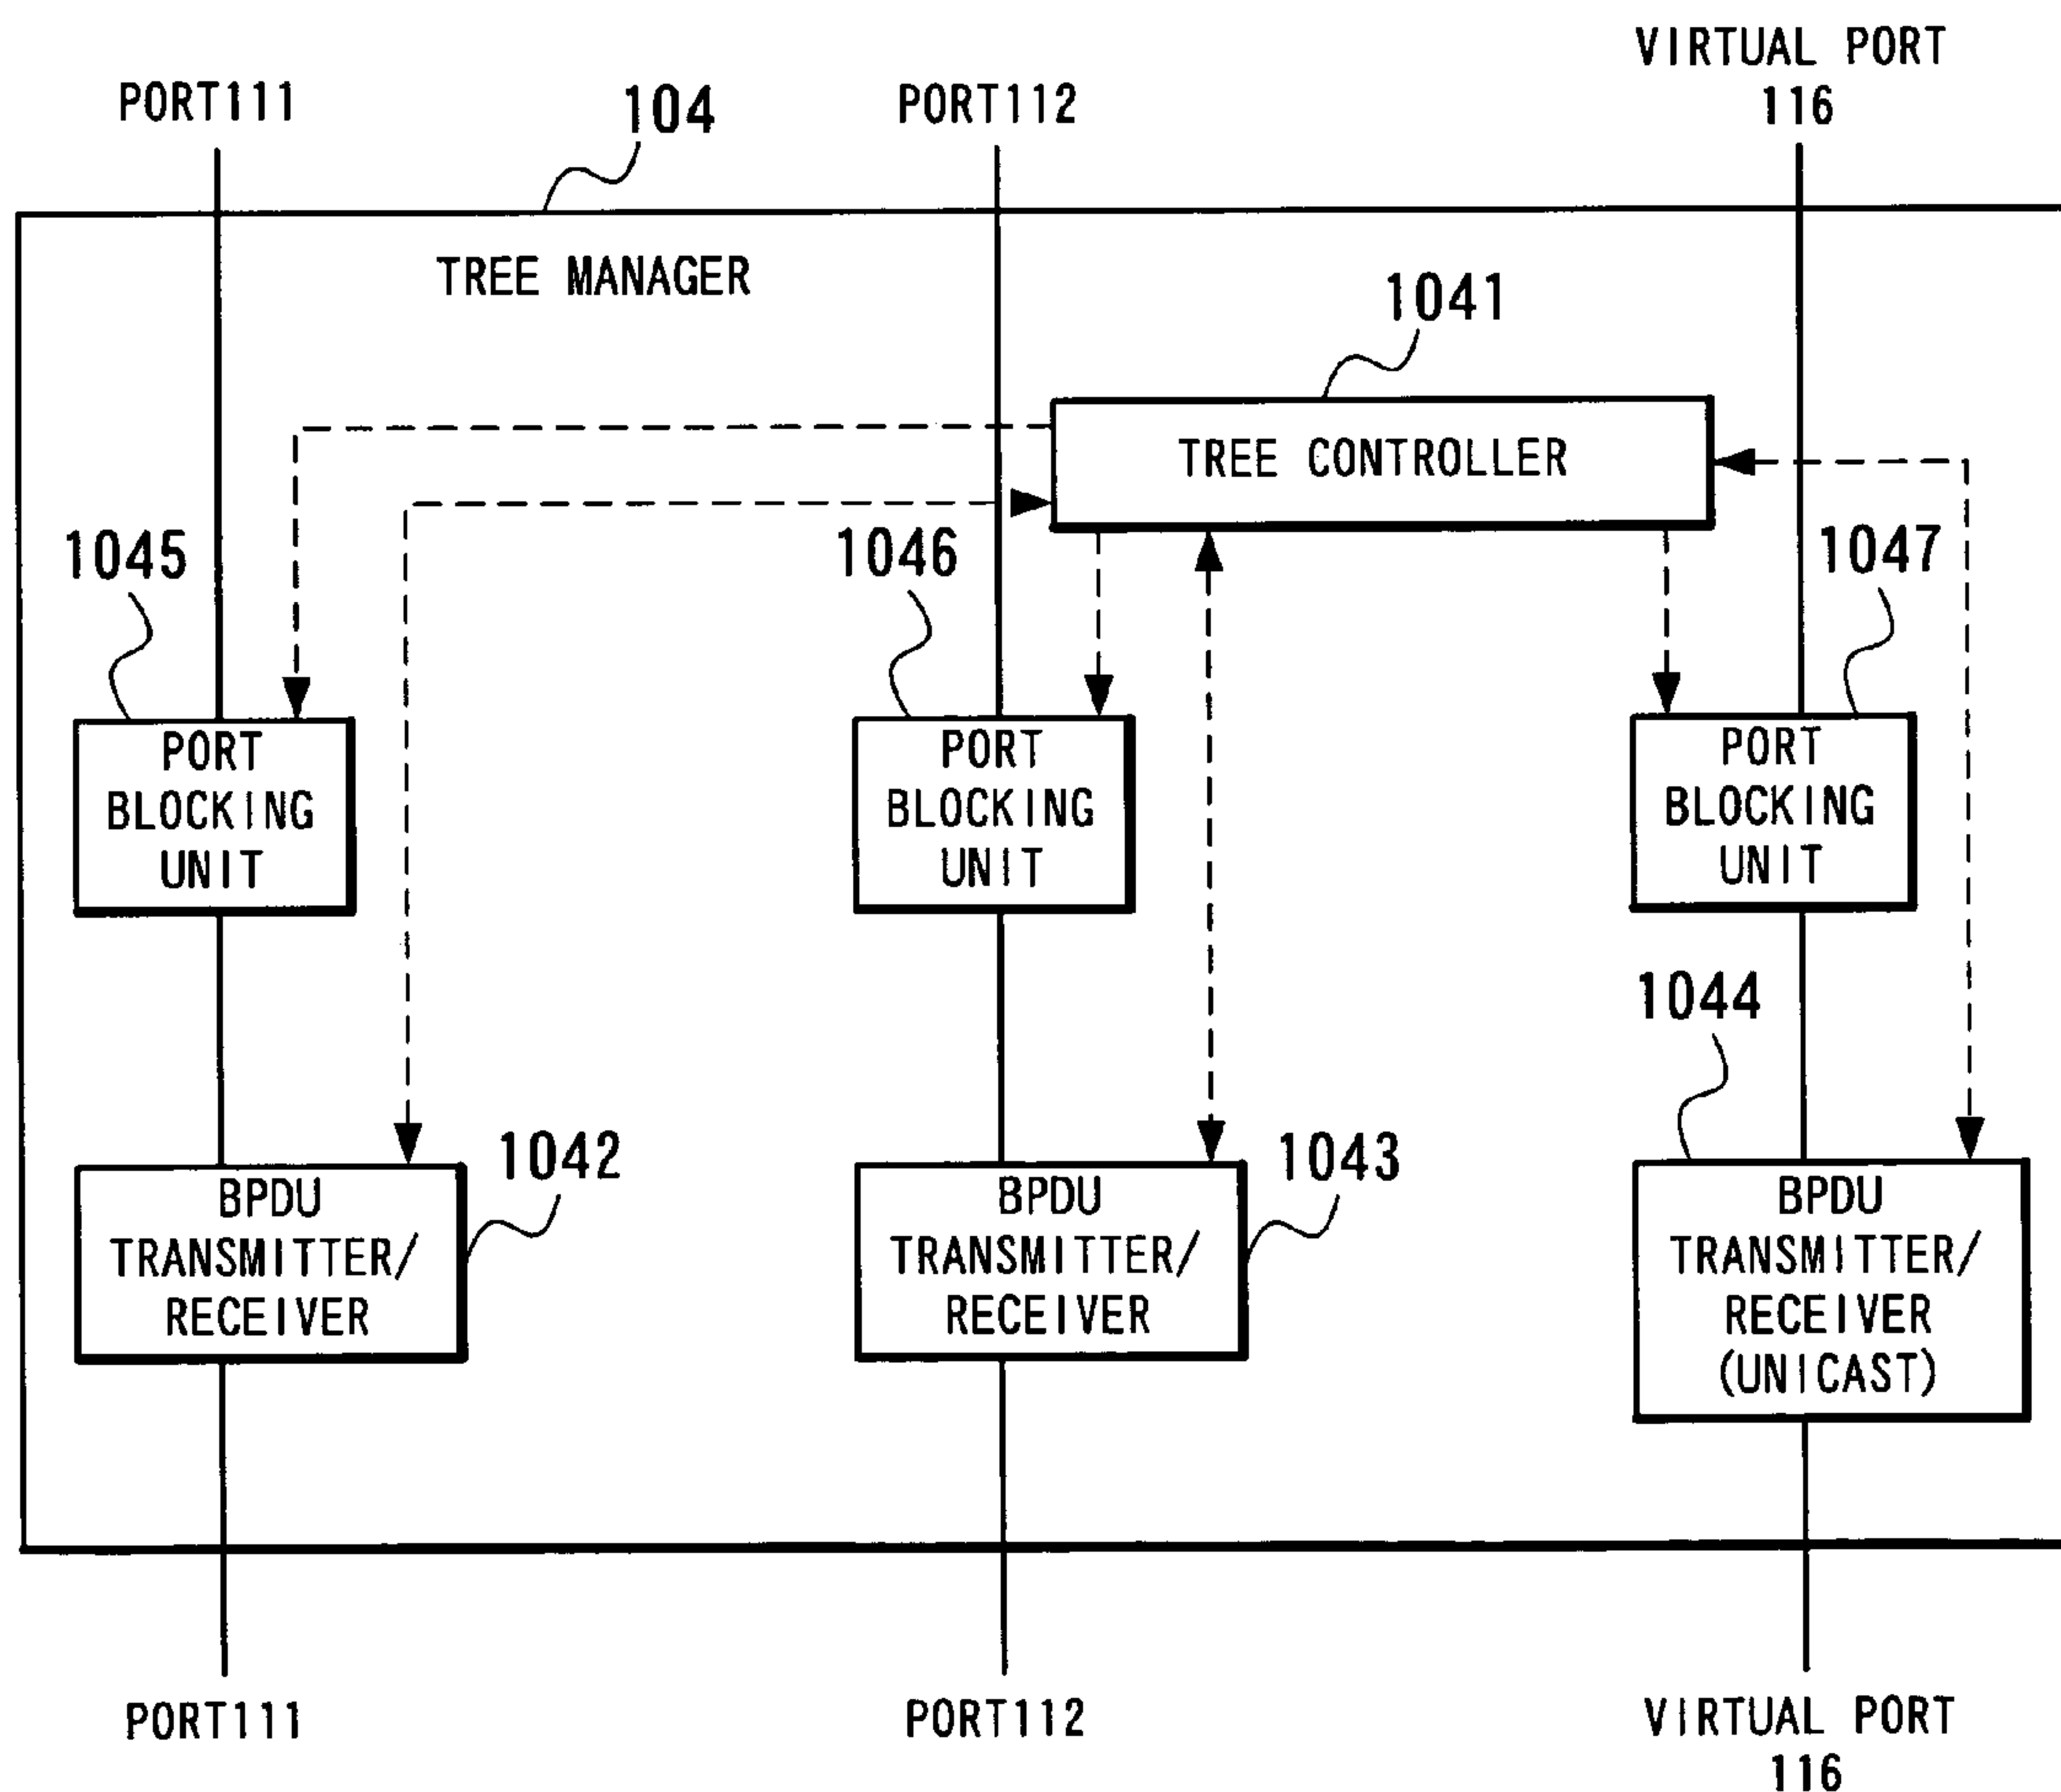 VIRTUAL PORT
116
PORT111
104
PORT112
TREE MANAGER
1041
TREE CONTROLLER
1045
1046
1047
PORT
BLOCKING
UNIT
PORT
BLOCKING
UNIT
PORT
BLOCKING
UNIT
1044
1042
1043
BPDU
TRANSMITTER/
RECEIVER
BPDU
TRANSMITTER/
RECEIVER
BPDU
TRANSMITTER/
RECEIVER
(UNICAST)
PORT111
PORT112
VIRTUAL PORT
116